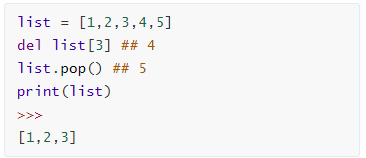 list = [1,2,3,4,5]
del list[3] ## 4
list.pop() ## 5
print(list)
>>>
[1,2,3]